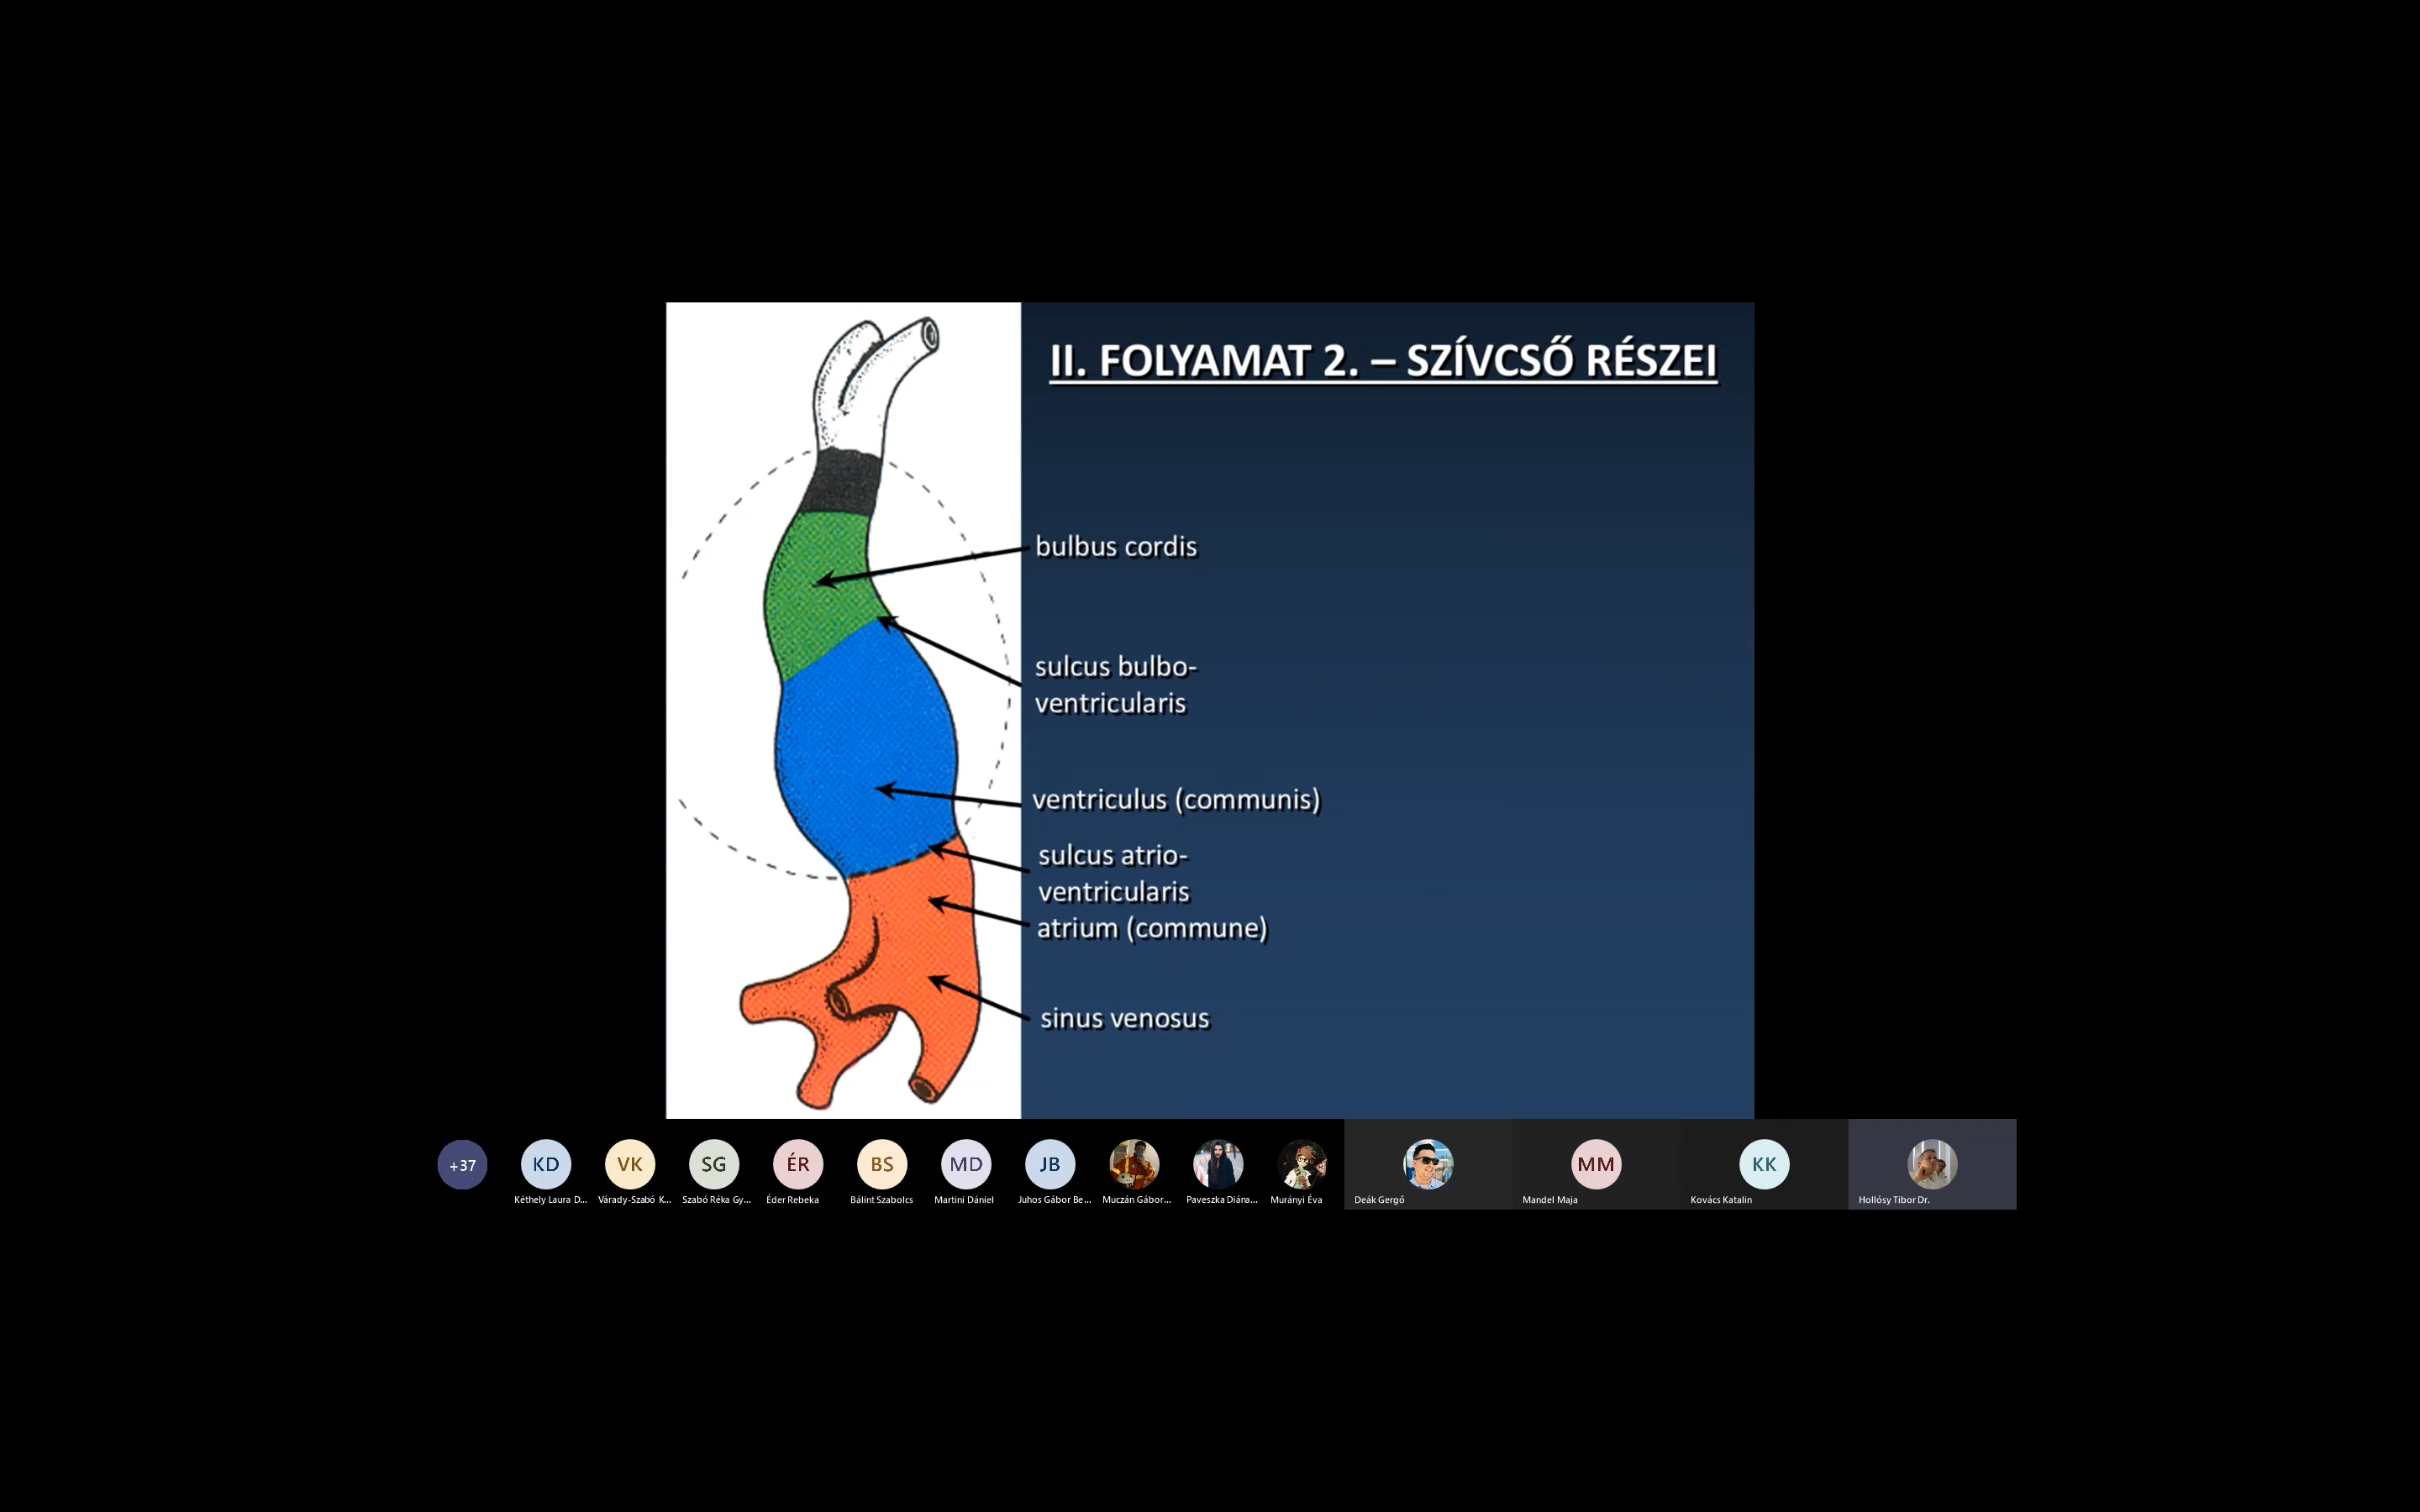 II. FOLYAMAT 2. – SZÍVCSŐ RÉSZEI
bulbus cordis
sulcus bulbo-
ventricularis
ventriculus (communis)
sulcus atrio-
ventricularis
atrium (commune)
sinus venosus
+37
KD
VK
SG
ÉR
BS
MD
JB
MM
KK
Kéthely Laura D...
Várady-Szabó K...
Szabó Réka Gy...
Éder Rebeka
Bálint Szabolcs
Martini Dániel
Juhos Gábor Be...
Muczán Gábor...
Paveszka Diána...
Murányi Éva
Deák Gergő
Mandel Maja
Kovács Katalin
Hollósy Tibor Dr.